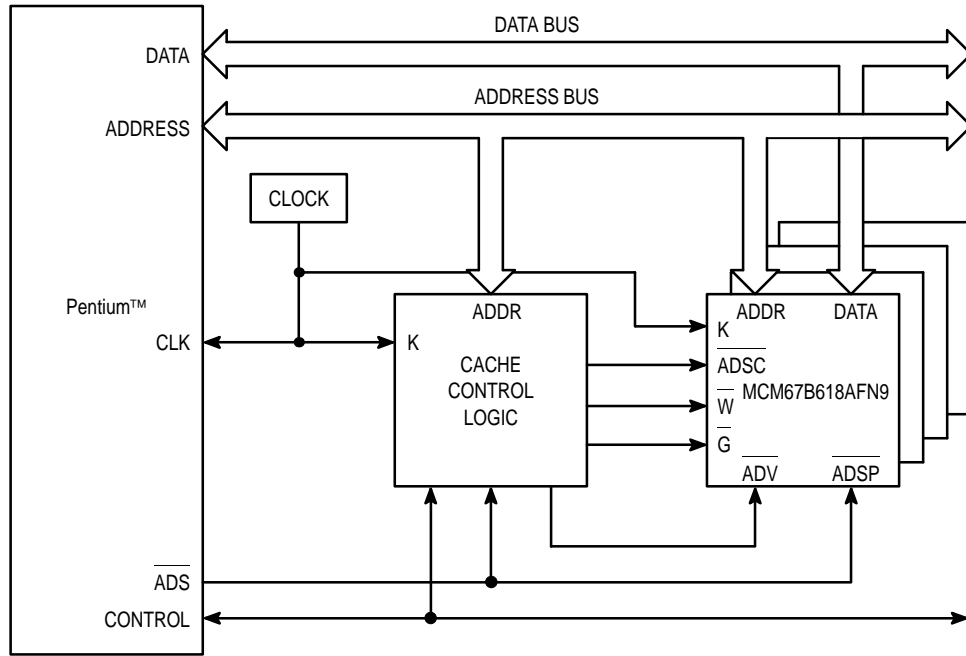 DATA BUS
DATA
ADDRESS BUS
ADDRESS
CLOCK
Pentium™
ADDR
ADDR DATA
CLK
K
K
CACHE
CONTROL
LOGIC
ADSC
MCM67B618AFN9
W
G
ADV ADSP
ADS
CONTROL